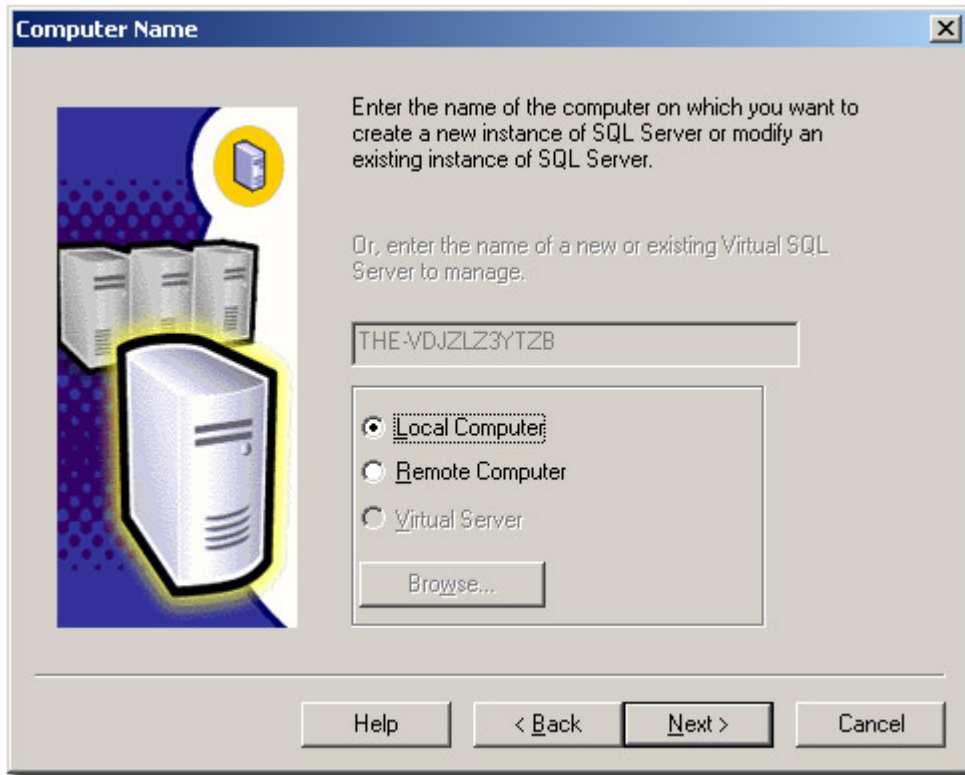 Computer Name
Enter the name of the computer on which you want to
create a new instance of SQL Server or modify an
existing instance of SQL Server.
Or, enter the name of a new or existing Virtual SQL
Server to manage.
THE-VDJZLZ3YTZB
Local Computer
Remote Computer
Virtual Server
Browse...
Help
< Back
Next >
Cancel